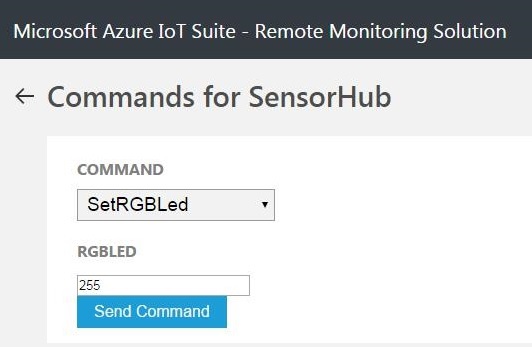 Microsoft Azure IoT Suite - Remote Monitoring Solution
Commands for SensorHub
COMMAND
SetRGBLed
RGBLED
255
Send Command